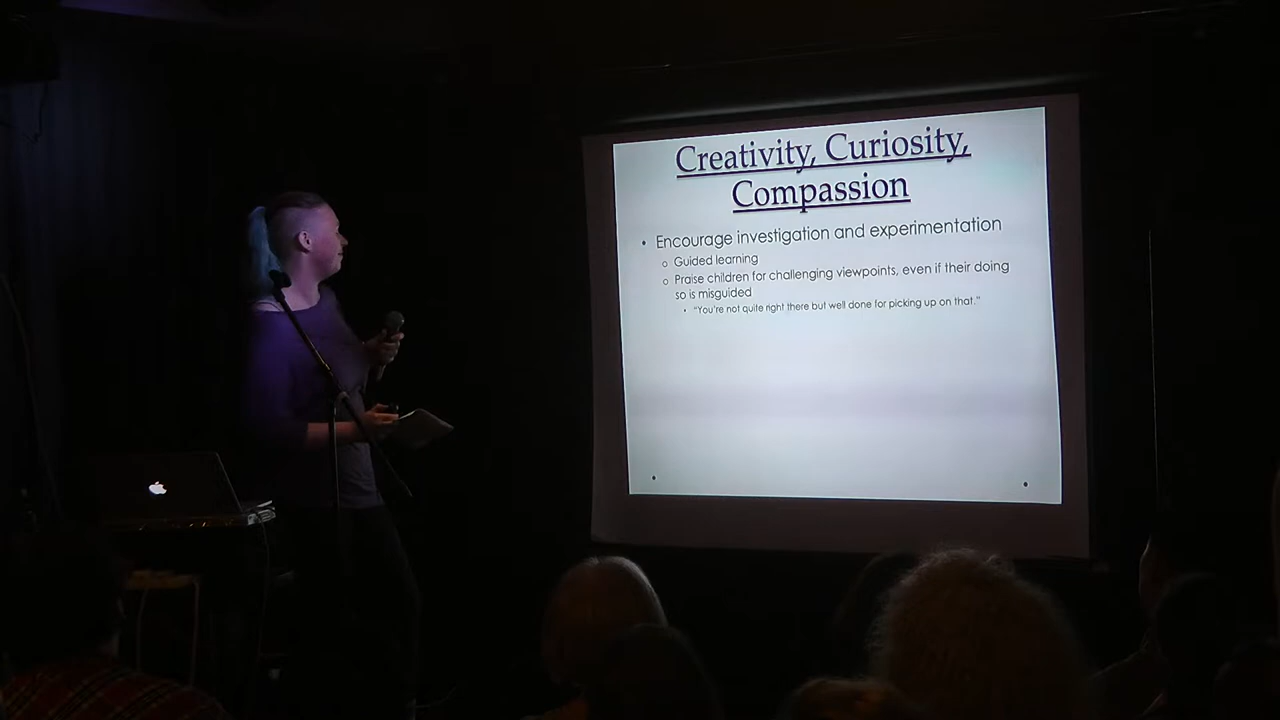 Creativity, Curiosity,
Compassion
• Encourage investigation and experimentation
o Guided learning
o Praise children for challenging viewpoints, even if their doing
so is misguided
• "You're not quite right there but well done for picking up on that."